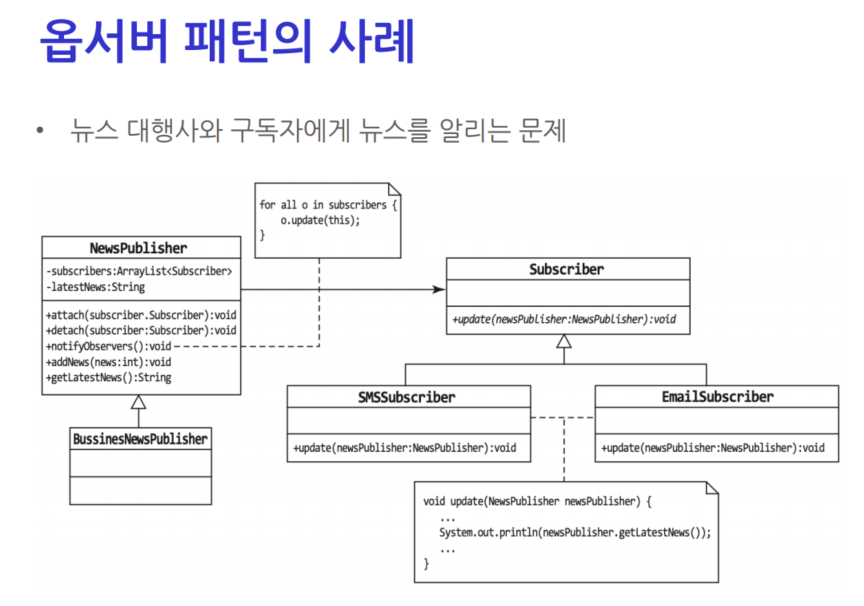 옵서버 패턴의 사례
• 뉴스 대행사와 구독자에게 뉴스를 알리는 문제
for all o in subscribers {
o.update(this);
}
NewsPublisher
-subscribers:ArrayList<Subscriber>
-latestNews:String
+attach(subscriber.Subscriber):void
+detach(subscriber:Subscriber):void
+notifyObservers():void
+addNews(news:int):void
+getLatestNews():String
Subscriber
+update(newsPublisher:NewsPublisher):void
BussinesNewsPublisher
SMSSubscriber
+update(newsPublisher:NewsPublisher):void
EmailSubscriber
+update(newsPublisher:NewsPublisher):void
void update(NewsPublisher newsPublisher) {
...
System.out.println(newsPublisher.getLatestNews());
...
}